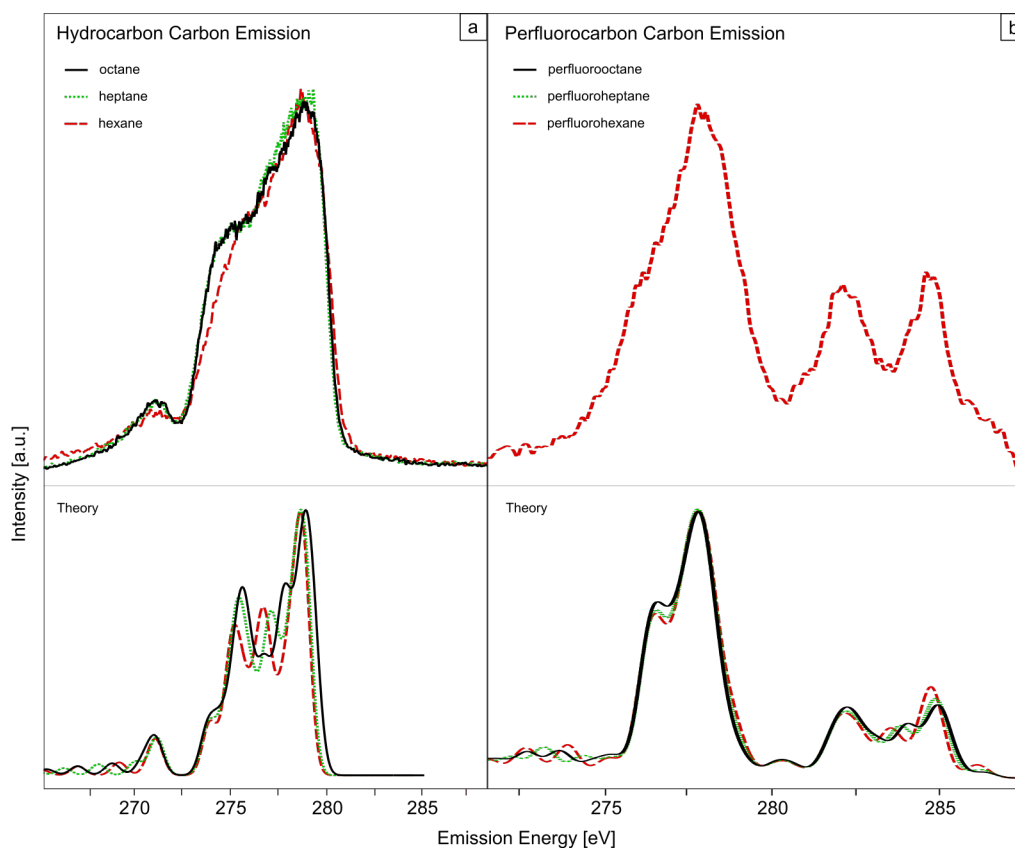 Hydrocarbon Carbon Emission
a
octane
heptane
hexane
Perfluorocarbon Carbon Emission
b
perfluorooctane
perfluoroheptane
perfluorohexane
Intensity [a.u.]
Theory
Theory
270 275 280 285
275 280 285
Emission Energy [eV]